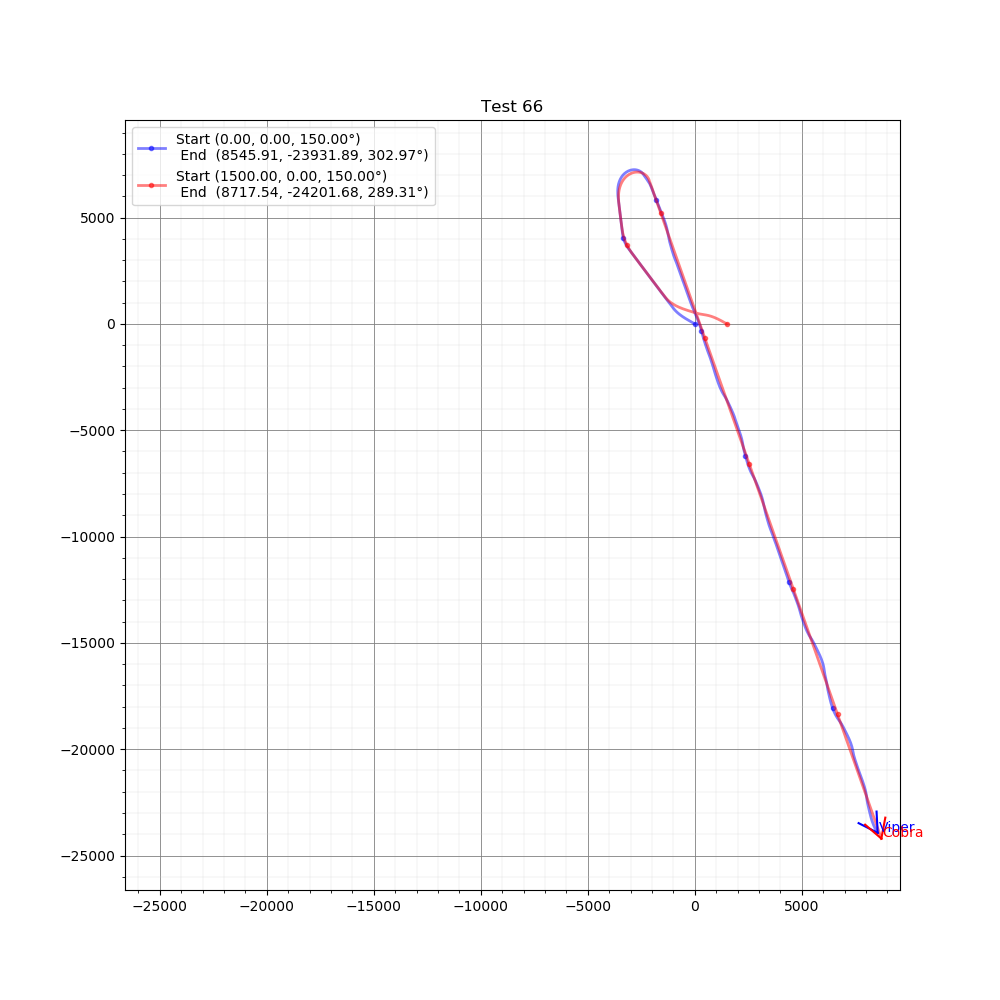 Test 66
Start (0.00, 0.00, 150.00°)
End (8545.91, -23931.89, 302.97°)
Start (1500.00, 0.00, 150.00°)
End (8717.54, -24201.68, 289.31°)
5000
0
−5000
−10000
−15000
−20000
−25000
Viper
Cobra
−25000 −20000 −15000 −10000 −5000 0 5000